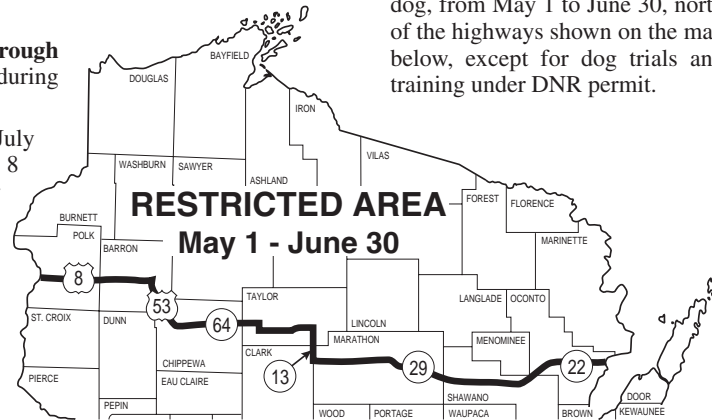 rough
during
July
8
dog, from May 1 to June 30, nort
of the highways shown on the ma
below, except for dog trials an
training under DNR permit.
BAYFIELD
DOUGLAS
IRON
VILAS
WASHBURN
SAWYER
ASHLAND
FOREST
FLORENCE
RESTRICTED AREA
May 1 - June 30
BURNETT
POLK
BARRON
MARINETTE
8
53
64
TAYLOR
LINCOLN
LANGLADE
OCONTO
ST. CROIX
DUNN
CHIPPEWA
CLARK
MARATHON
MENOMINEE
13
29
22
PIERCE
EAU CLAIRE
PEPIN
WOOD
PORTAGE
SHAWANO
WAUPACA
BROWN
DOOR
KEWAUNEE